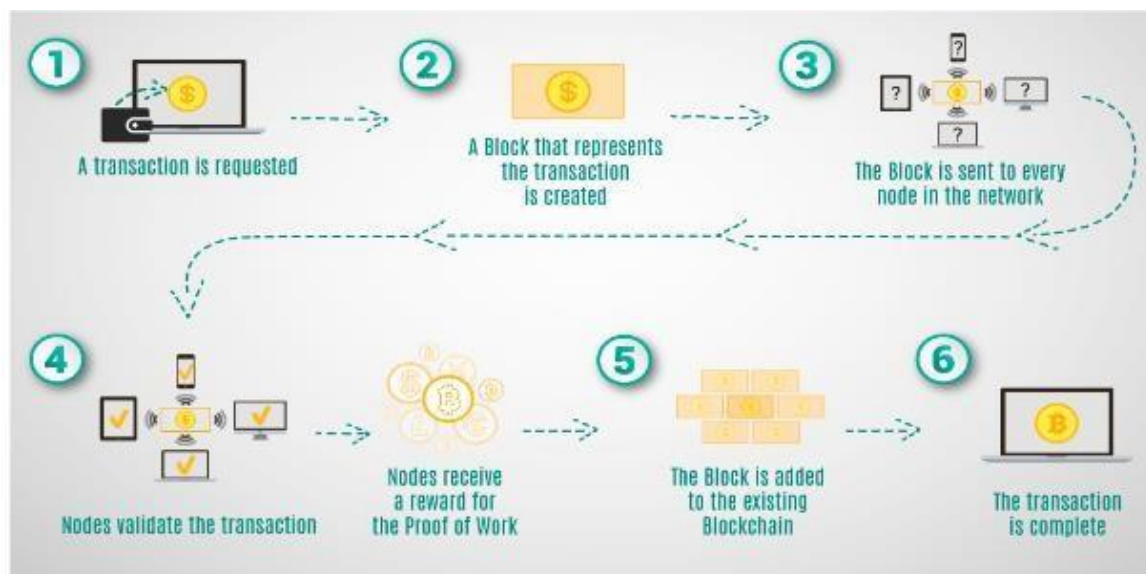 1
A transaction is requested
2
A Block that represents
the transaction
is created
3
?
?
?
?
The Block is sent to every
node in the network
4
Nodes validate the transaction
Nodes receive
a reward for
the Proof of Work
5
The Block is added
to the existing
Blockchain
6
The transaction
is complete